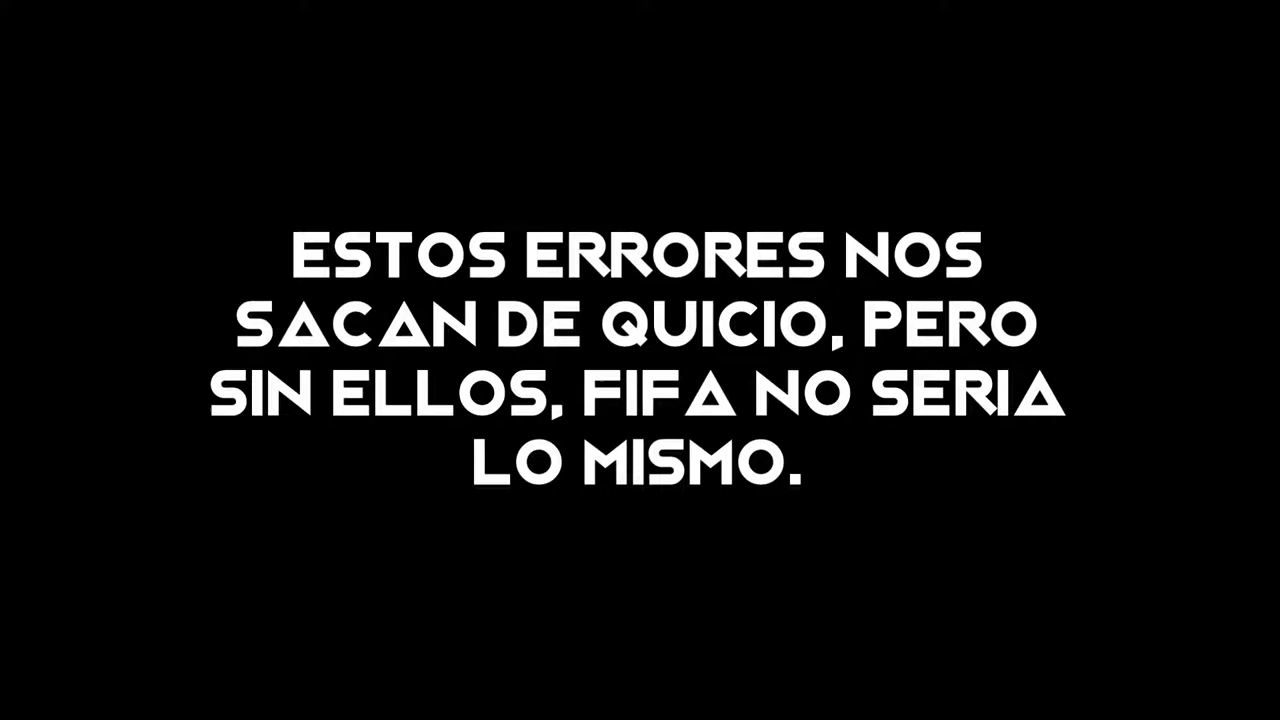 ESTOS ERRORES NOS
SACAN DE QUICIO, PERO
SIN ELLOS, FIFA NO SERIA
LO MISMO.